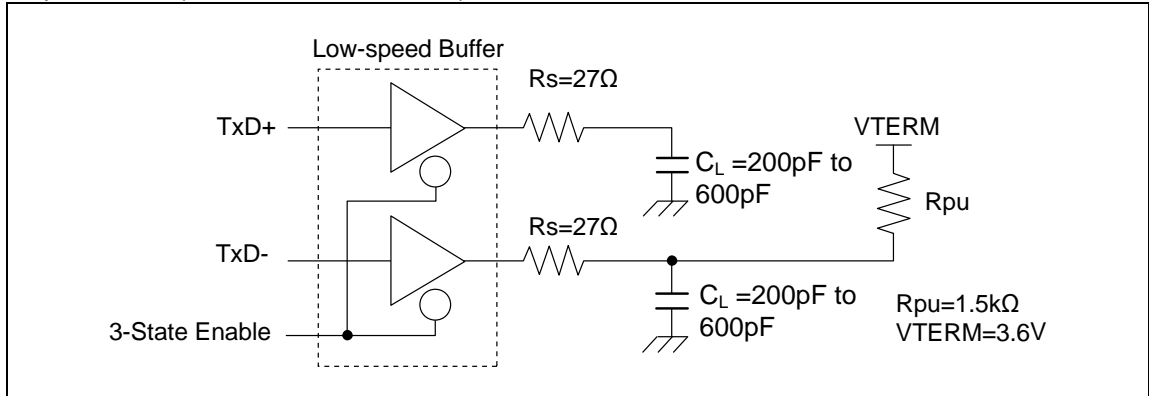 Low-speed Buffer
Rs=27Ω
TxD+
VTERM
C_L =200pF to
600pF
Rpu
Rs=27Ω
TxD-
C_L =200pF to
600pF
Rpu=1.5kΩ
VTERM=3.6V
3-State Enable